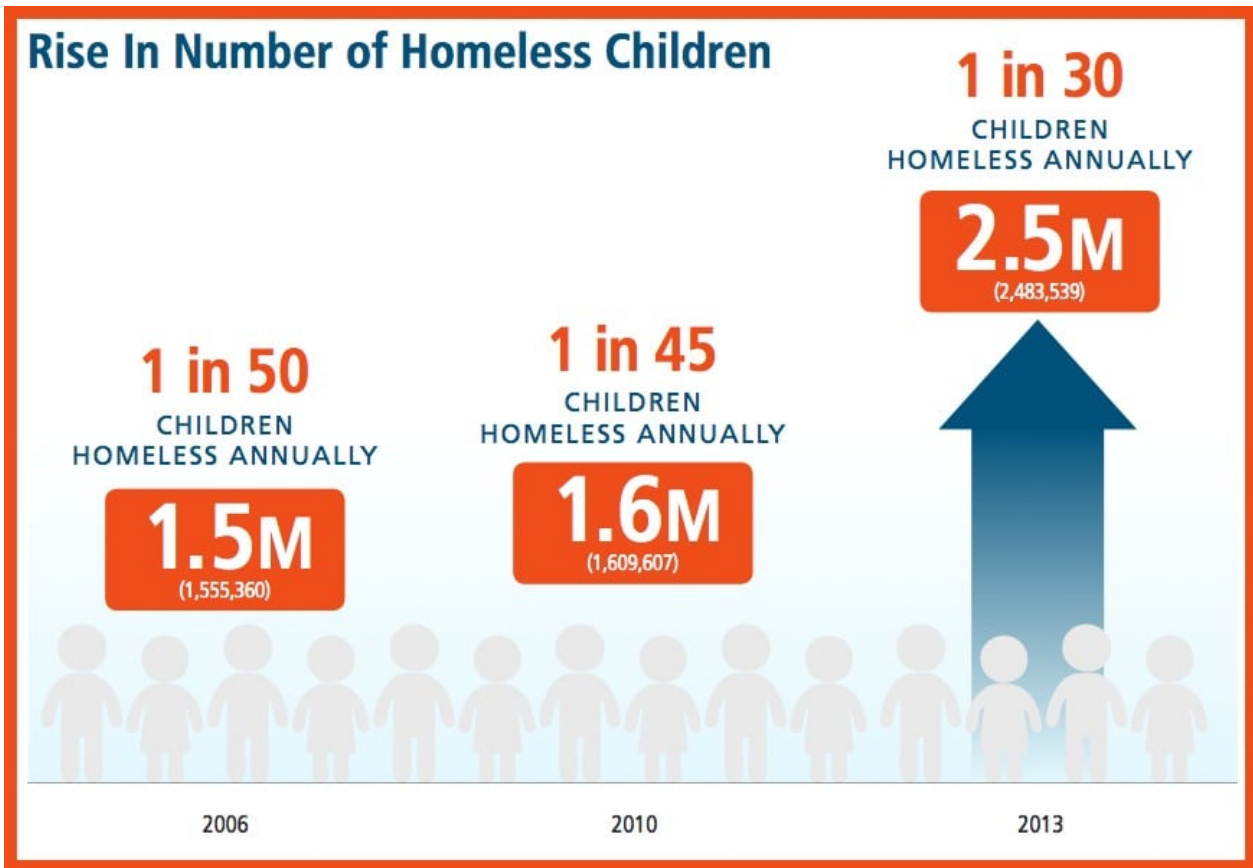 Rise In Number of Homeless Children
1 in 50
CHILDREN
HOMELESS ANNUALLY
1.5M
(1,555,360)
1 in 45
CHILDREN
HOMELESS ANNUALLY
1.6M
(1,609,607)
1 in 30
CHILDREN
HOMELESS ANNUALLY
2.5M
(2,483,539)
2006
2010
2013